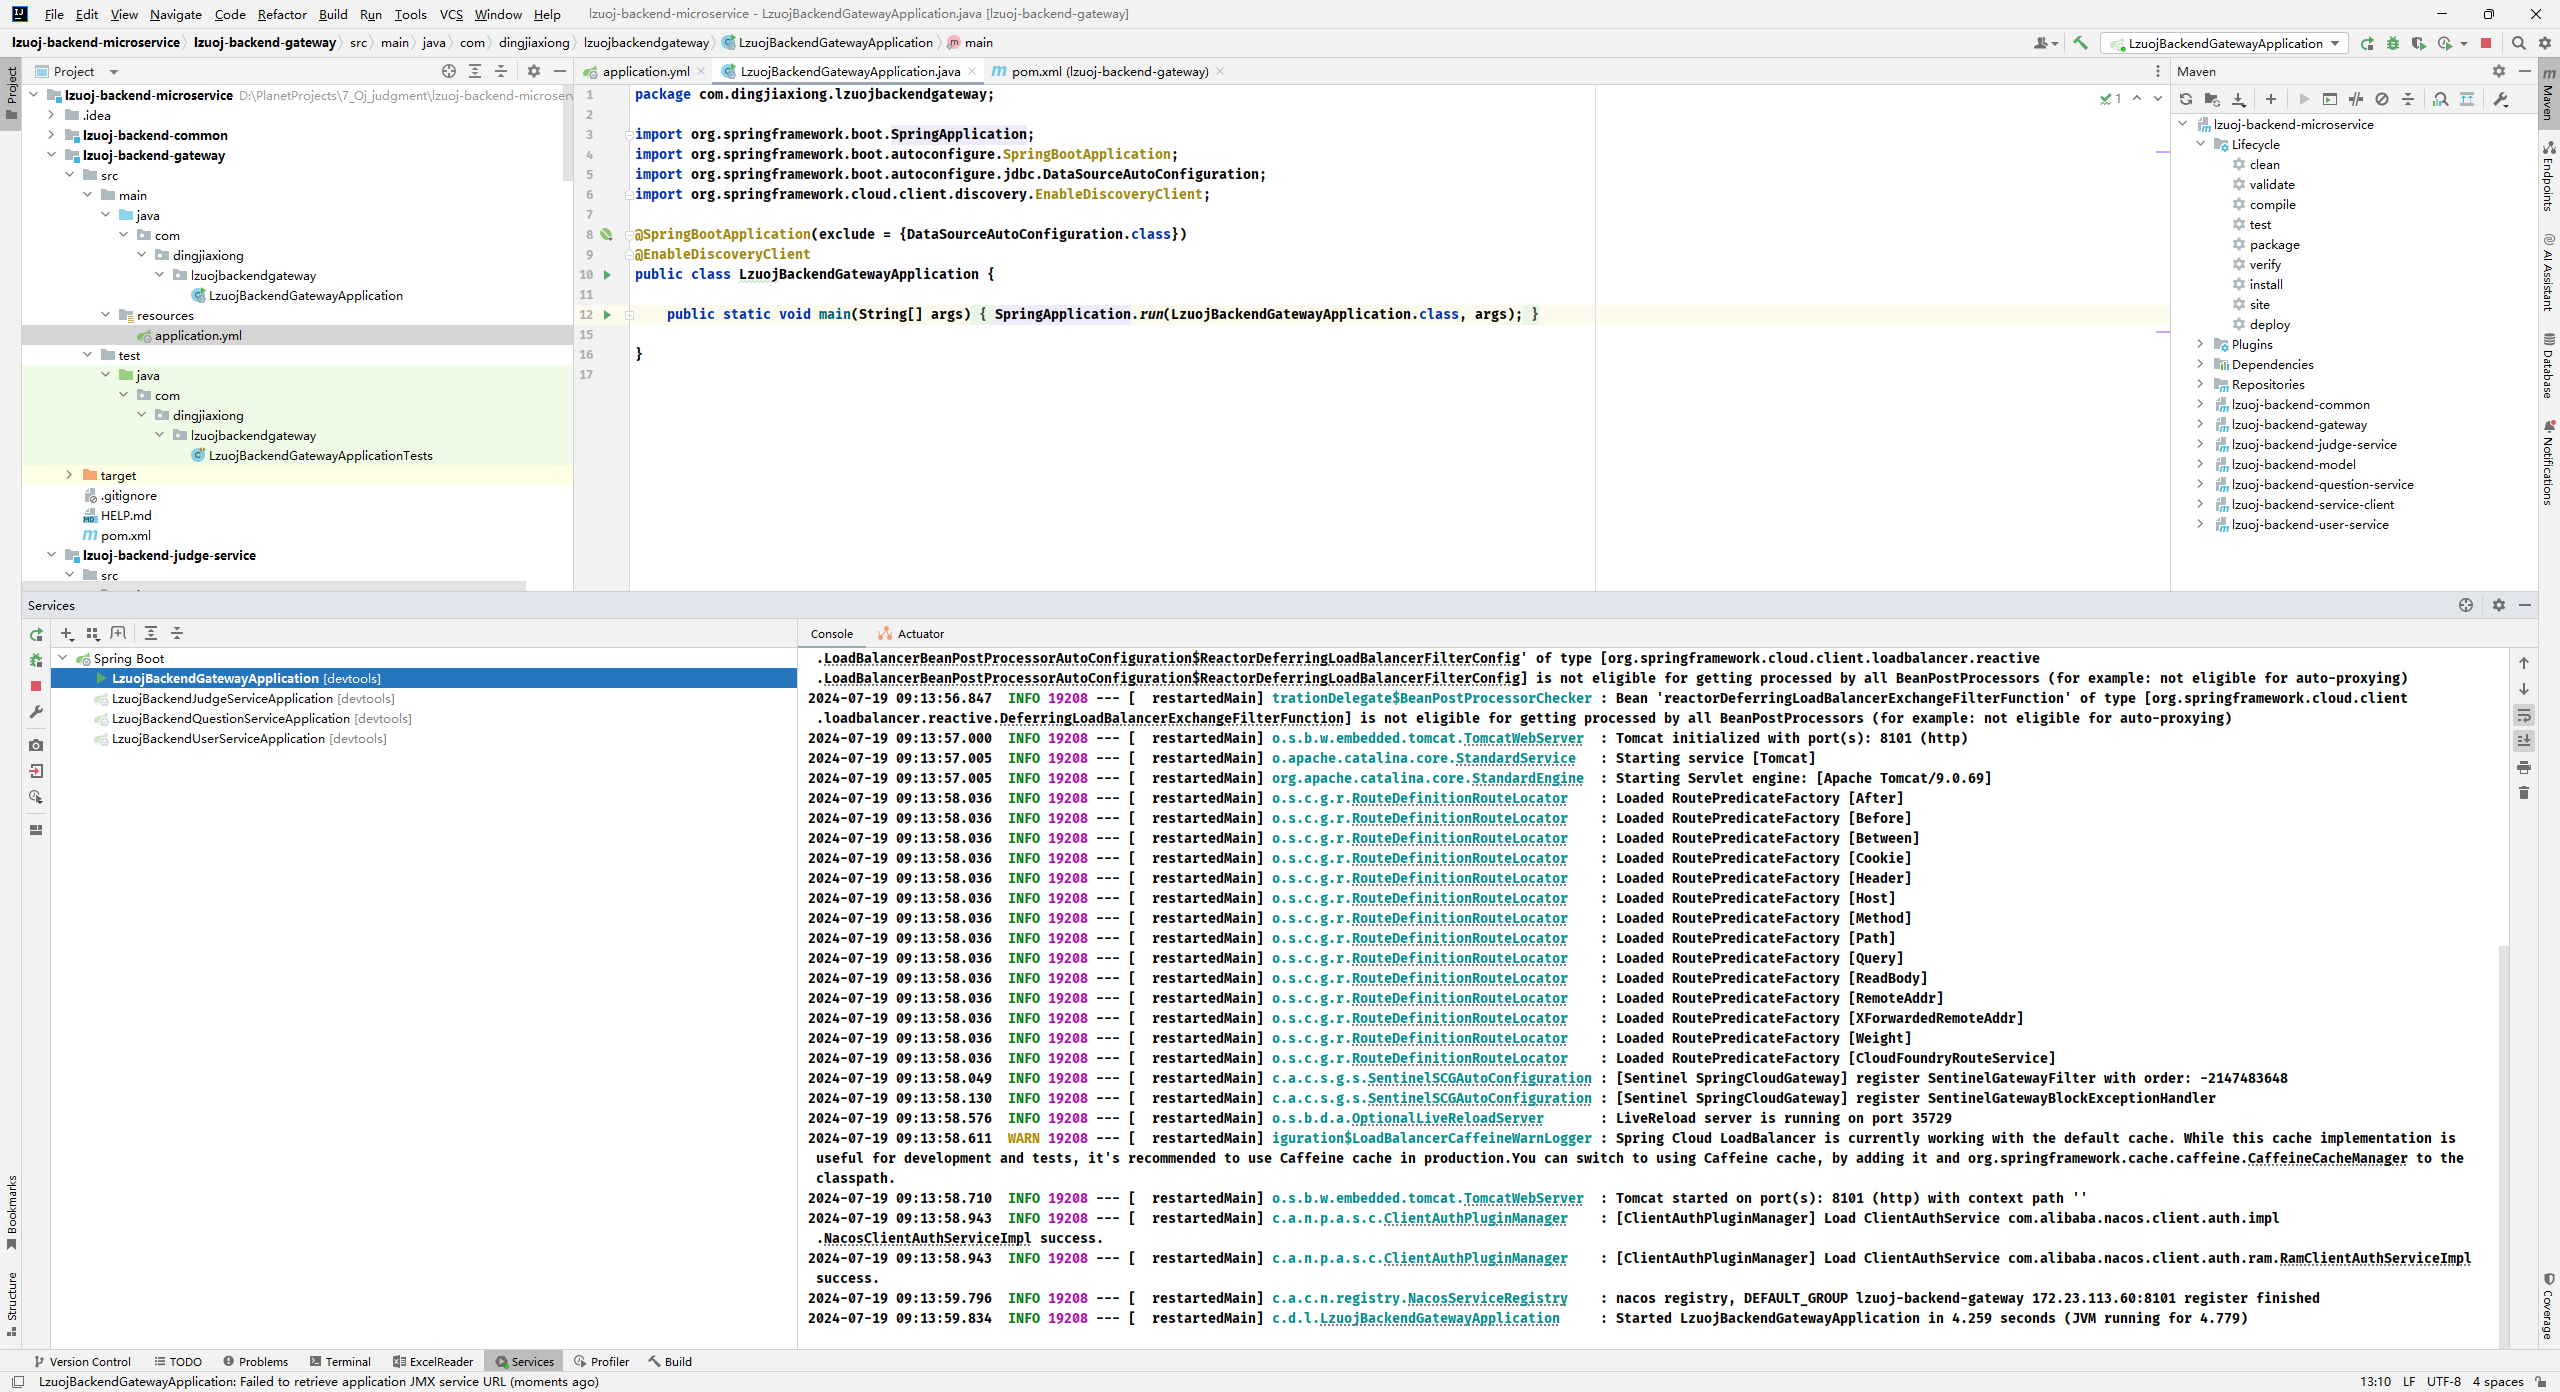 File Edit View Navigate Code Refactor Build Run Tools VCS Window Help lzuoj-backend-microservice - LzuojBackendGatewayApplication.java [lzuoj-backend-gateway]
lzuoj-backend-microservice lzuoj-backend-gateway src main java com dingjiaxiong lzuojbackendgateway LzuojBackendGatewayApplication main
LzuojBackendGatewayApplication
Project
Project
lzuoj-backend-microservice D:\PlanetProjects\7_Oj_judgment\lzuoj-backend-microserv
.idea
lzuoj-backend-common
lzuoj-backend-gateway
src
main
java
com
dingjiaxiong
lzuojbackendgateway
LzuojBackendGatewayApplication
resources
application.yml
test
java
com
dingjiaxiong
lzuojbackendgateway
LzuojBackendGatewayApplicationTests
target
.gitignore
HELP.md
pom.xml
lzuoj-backend-judge-service
src
application.yml LzuojBackendGatewayApplication.java pom.xml (lzuoj-backend-gateway)
1 package com.dingjiaxiong.lzuojbackendgateway;
2
3 import org.springframework.boot.SpringApplication;
4 import org.springframework.boot.autoconfigure.SpringBootApplication;
5 import org.springframework.boot.autoconfigure.jdbc.DataSourceAutoConfiguration;
6 import org.springframework.cloud.client.discovery.EnableDiscoveryClient;
7
8 @SpringBootApplication(exclude = {DataSourceAutoConfiguration.class})
9 @EnableDiscoveryClient
10 public class LzuojBackendGatewayApplication {
11
12 public static void main(String[] args) { SpringApplication.run(LzuojBackendGatewayApplication.class, args); }
15
16 }
17
1
Maven
lzuoj-backend-microservice
Lifecycle
clean
validate
compile
test
package
verify
install
site
deploy
Plugins
Dependencies
Repositories
lzuoj-backend-common
lzuoj-backend-gateway
lzuoj-backend-judge-service
lzuoj-backend-model
lzuoj-backend-question-service
lzuoj-backend-service-client
lzuoj-backend-user-service
Maven
Endpoints
AI Assistant
Database
Notifications
Coverage
Bookmarks
Structure
Services
Spring Boot
LzuojBackendGatewayApplication [devtools]
LzuojBackendJudgeServiceApplication [devtools]
LzuojBackendQuestionServiceApplication [devtools]
LzuojBackendUserServiceApplication [devtools]
Console Actuator
.LoadBalancerBeanPostProcessorAutoConfiguration$ReactorDeferringLoadBalancerFilterConfig' of type [org.springframework.cloud.client.loadbalancer.reactive
.LoadBalancerBeanPostProcessorAutoConfiguration$ReactorDeferringLoadBalancerFilterConfig] is not eligible for getting processed by all BeanPostProcessors (for example: not eligible for auto-proxying)
2024-07-19 09:13:56.847 INFO 19208 --- [ restartedMain] trationDelegate$BeanPostProcessorChecker : Bean 'reactorDeferringLoadBalancerExchangeFilterFunction' of type [org.springframework.cloud.client
.loadbalancer.reactive.DeferringLoadBalancerExchangeFilterFunction] is not eligible for getting processed by all BeanPostProcessors (for example: not eligible for auto-proxying)
2024-07-19 09:13:57.000 INFO 19208 --- [ restartedMain] o.s.b.w.embedded.tomcat.TomcatWebServer : Tomcat initialized with port(s): 8101 (http)
2024-07-19 09:13:57.005 INFO 19208 --- [ restartedMain] o.apache.catalina.core.StandardService : Starting service [Tomcat]
2024-07-19 09:13:57.005 INFO 19208 --- [ restartedMain] org.apache.catalina.core.StandardEngine : Starting Servlet engine: [Apache Tomcat/9.0.69]
2024-07-19 09:13:58.036 INFO 19208 --- [ restartedMain] o.s.c.g.r.RouteDefinitionRouteLocator : Loaded RoutePredicateFactory [After]
2024-07-19 09:13:58.036 INFO 19208 --- [ restartedMain] o.s.c.g.r.RouteDefinitionRouteLocator : Loaded RoutePredicateFactory [Before]
2024-07-19 09:13:58.036 INFO 19208 --- [ restartedMain] o.s.c.g.r.RouteDefinitionRouteLocator : Loaded RoutePredicateFactory [Between]
2024-07-19 09:13:58.036 INFO 19208 --- [ restartedMain] o.s.c.g.r.RouteDefinitionRouteLocator : Loaded RoutePredicateFactory [Cookie]
2024-07-19 09:13:58.036 INFO 19208 --- [ restartedMain] o.s.c.g.r.RouteDefinitionRouteLocator : Loaded RoutePredicateFactory [Header]
2024-07-19 09:13:58.036 INFO 19208 --- [ restartedMain] o.s.c.g.r.RouteDefinitionRouteLocator : Loaded RoutePredicateFactory [Host]
2024-07-19 09:13:58.036 INFO 19208 --- [ restartedMain] o.s.c.g.r.RouteDefinitionRouteLocator : Loaded RoutePredicateFactory [Method]
2024-07-19 09:13:58.036 INFO 19208 --- [ restartedMain] o.s.c.g.r.RouteDefinitionRouteLocator : Loaded RoutePredicateFactory [Path]
2024-07-19 09:13:58.036 INFO 19208 --- [ restartedMain] o.s.c.g.r.RouteDefinitionRouteLocator : Loaded RoutePredicateFactory [Query]
2024-07-19 09:13:58.036 INFO 19208 --- [ restartedMain] o.s.c.g.r.RouteDefinitionRouteLocator : Loaded RoutePredicateFactory [ReadBody]
2024-07-19 09:13:58.036 INFO 19208 --- [ restartedMain] o.s.c.g.r.RouteDefinitionRouteLocator : Loaded RoutePredicateFactory [RemoteAddr]
2024-07-19 09:13:58.036 INFO 19208 --- [ restartedMain] o.s.c.g.r.RouteDefinitionRouteLocator : Loaded RoutePredicateFactory [XForwardedRemoteAddr]
2024-07-19 09:13:58.036 INFO 19208 --- [ restartedMain] o.s.c.g.r.RouteDefinitionRouteLocator : Loaded RoutePredicateFactory [Weight]
2024-07-19 09:13:58.036 INFO 19208 --- [ restartedMain] o.s.c.g.r.RouteDefinitionRouteLocator : Loaded RoutePredicateFactory [CloudFoundryRouteService]
2024-07-19 09:13:58.049 INFO 19208 --- [ restartedMain] c.a.c.s.g.s.SentinelSCGAutoConfiguration : [Sentinel SpringCloudGateway] register SentinelGatewayFilter with order: -2147483648
2024-07-19 09:13:58.130 INFO 19208 --- [ restartedMain] c.a.c.s.g.s.SentinelSCGAutoConfiguration : [Sentinel SpringCloudGateway] register SentinelGatewayBlockExceptionHandler
2024-07-19 09:13:58.576 INFO 19208 --- [ restartedMain] o.s.b.d.a.OptionalLiveReloadServer : LiveReload server is running on port 35729
2024-07-19 09:13:58.611 WARN 19208 --- [ restartedMain] iguration$LoadBalancerCaffeineWarnLogger : Spring Cloud LoadBalancer is currently working with the default cache. While this cache implementation is
useful for development and tests, it's recommended to use Caffeine cache in production.You can switch to using Caffeine cache, by adding it and org.springframework.cache.caffeine.CaffeineCacheManager to the
classpath.
2024-07-19 09:13:58.710 INFO 19208 --- [ restartedMain] o.s.b.w.embedded.tomcat.TomcatWebServer : Tomcat started on port(s): 8101 (http) with context path ''
2024-07-19 09:13:58.943 INFO 19208 --- [ restartedMain] c.a.n.p.a.s.c.ClientAuthPluginManager : [ClientAuthPluginManager] Load ClientAuthService com.alibaba.nacos.client.auth.impl
.NacosClientAuthServiceImpl success.
2024-07-19 09:13:58.943 INFO 19208 --- [ restartedMain] c.a.n.p.a.s.c.ClientAuthPluginManager : [ClientAuthPluginManager] Load ClientAuthService com.alibaba.nacos.client.auth.ram.RamClientAuthServiceImpl
success.
2024-07-19 09:13:59.796 INFO 19208 --- [ restartedMain] c.a.c.n.registry.NacosServiceRegistry : nacos registry, DEFAULT_GROUP lzuoj-backend-gateway 172.23.113.60:8101 register finished
2024-07-19 09:13:59.834 INFO 19208 --- [ restartedMain] c.d.l.LzuojBackendGatewayApplication : Started LzuojBackendGatewayApplication in 4.259 seconds (JVM running for 4.779)
Version Control TODO Problems Terminal ExcelReader Services Profiler Build
LzuojBackendGatewayApplication: Failed to retrieve application JMX service URL (moments ago) 13:10 LF UTF-8 4 spaces